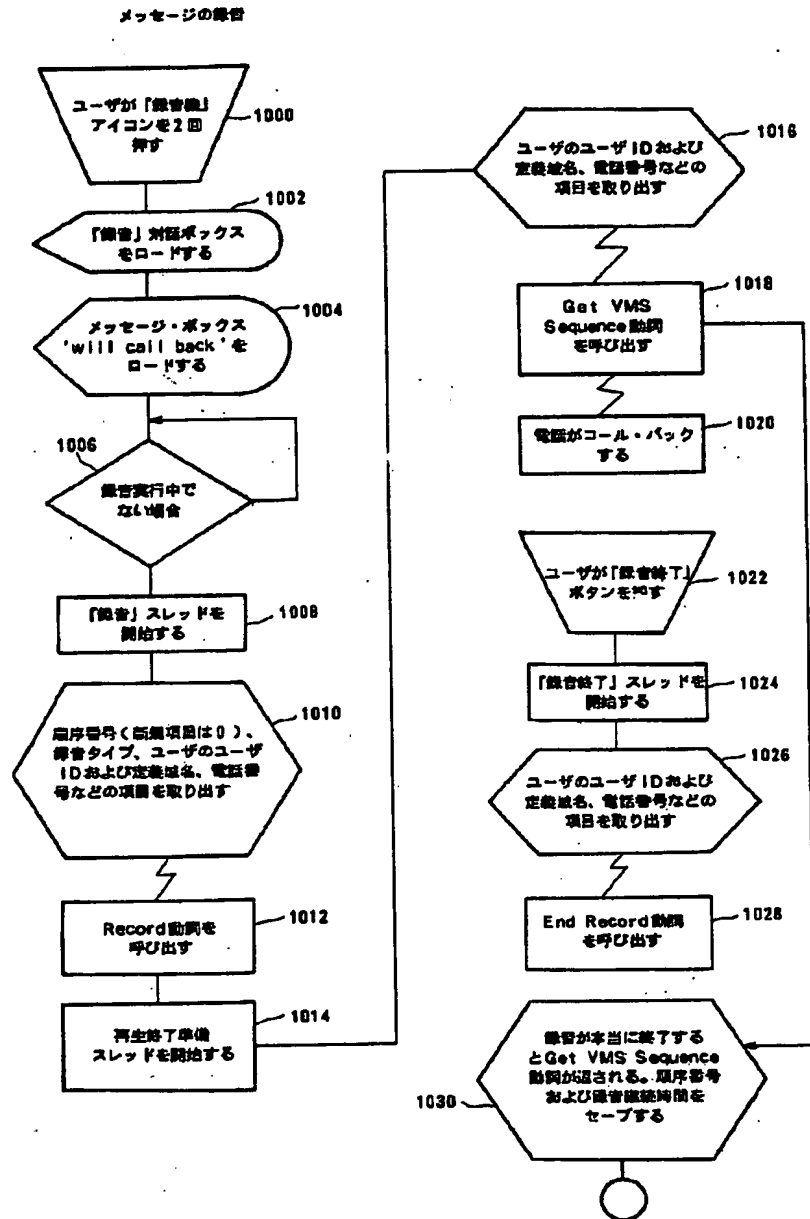 メッセージの録音
ユーザが「録音機」
アイコンを2回
押す
1000
1002
「録音」対話ボックス
をロードする
1004
メッセージ・ボックス
'will call back'を
ロードする
1006
録音実行中で
ない場合
「録音」スレッドを
開始する
1008
順序番号(新規項目は0)、
録音タイプ、ユーザのユーザ
IDおよび定義域名、電話番
号などの項目を取り出す
1010
Record動詞を
呼び出す
1012
再生終了準備
スレッドを開始する
1014
ユーザのユーザIDおよび
定義域名、電話番号などの
項目を取り出す
1016
Get VMS
Sequence動詞
を呼び出す
1018
電話がコール・バック
する
1020
ユーザが「録音終了」
ボタンを押す
1022
「録音終了」スレッドを
開始する
1024
ユーザのユーザIDおよび
定義域名、電話番号などの
項目を取り出す
1026
End Record動詞
を呼び出す
1028
録音が本当に終了する
とGet VMS Sequence
動詞が返される。順序番号
および録音継続時間を
セーブする
1030